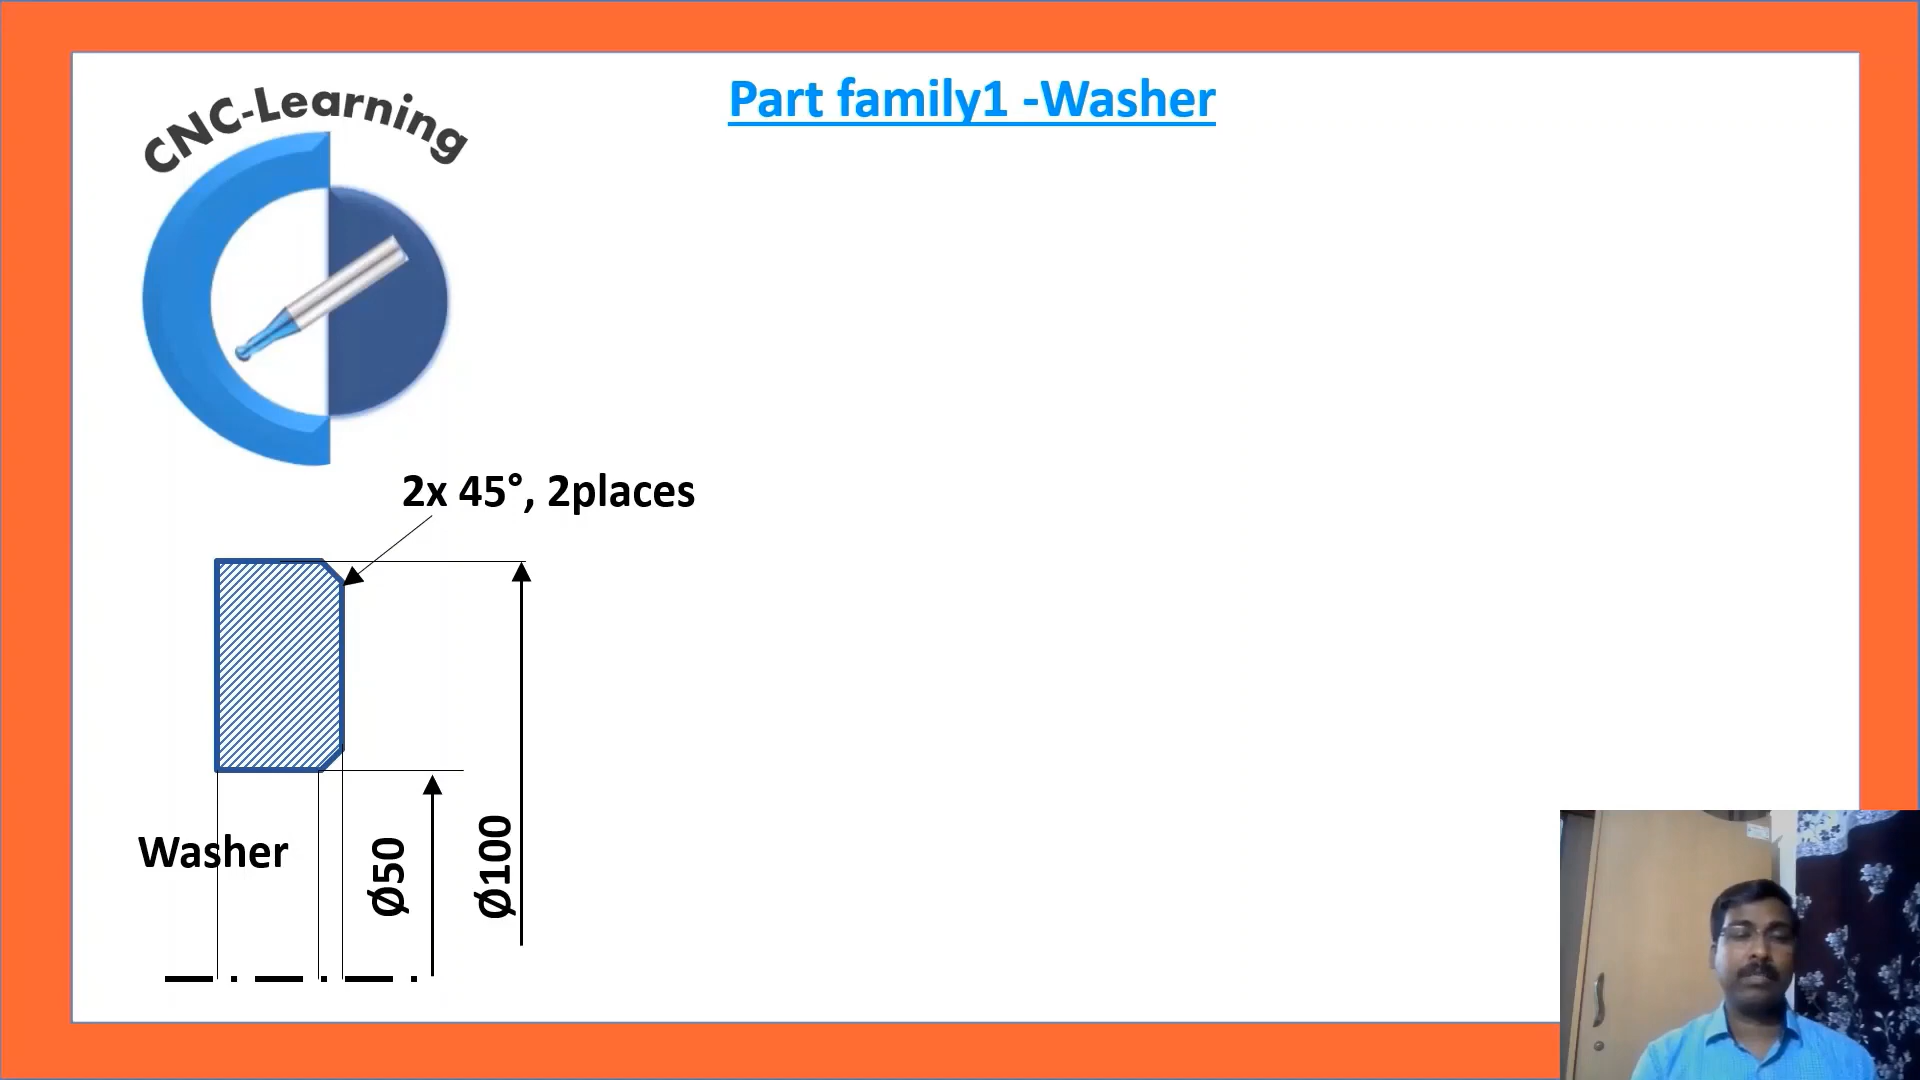 CNC-Learning
Part family1 -Washer
2x 45°, 2places
Washer
Ø50
Ø100